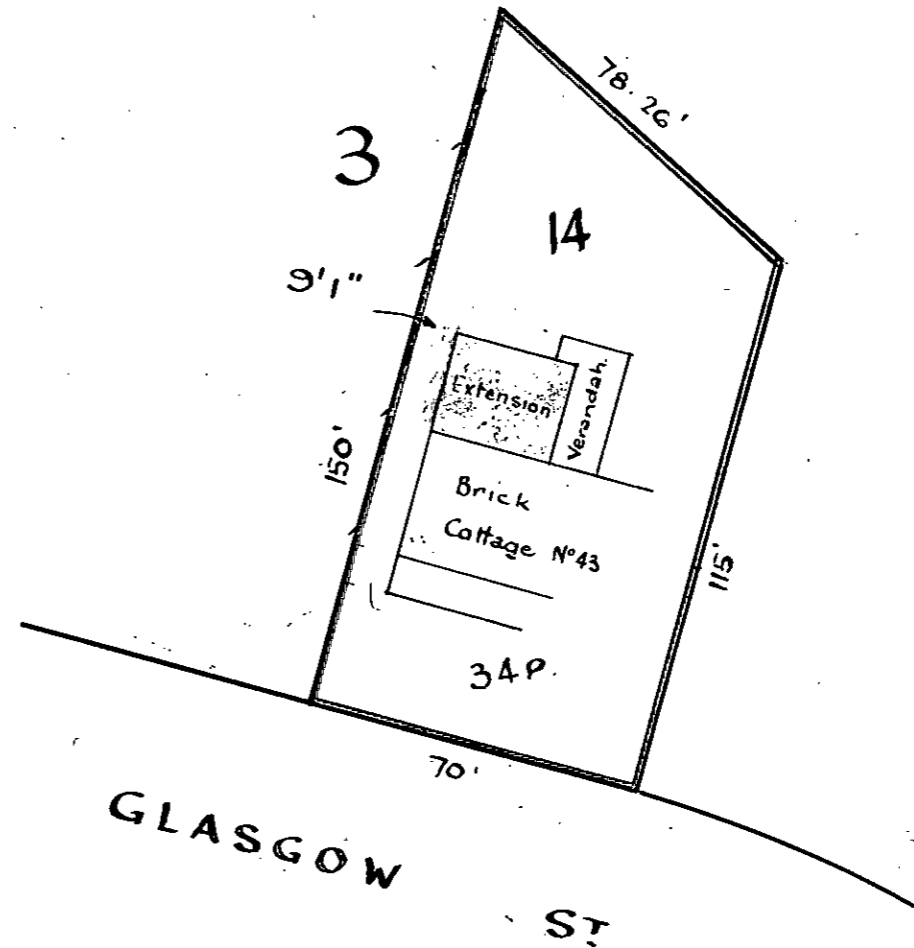 78.26'
3
14
9'1"
Extension
Verandah.
150'
Brick
Cottage Nº43
115'
34P.
70'
GLASGOW
ST